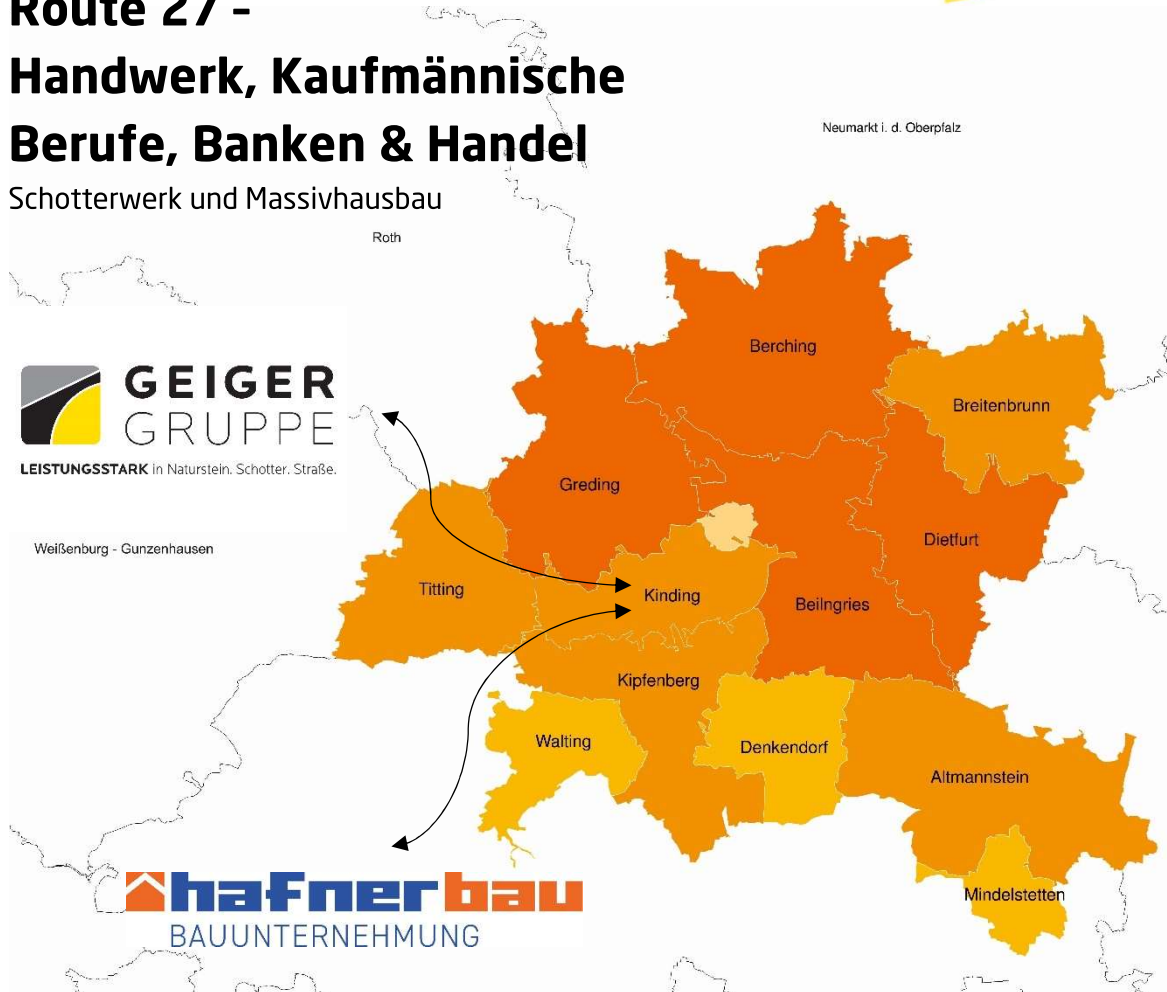 Route 27 –
Handwerk, Kaufmännische
Berufe, Banken & Handel
Schotterwerk und Massivhausbau
Neumarkt i. d. Oberpfalz
Roth
Berching
GEIGER
GRUPPE
LEISTUNGSSTARK in Naturstein. Schotter. Straße.
Breitenbrunn
Greding
Dietfurt
Weißenburg - Gunzenhausen
Titting
Kinding
Beilngries
Kipfenberg
Walting
Denkendorf
Altmannstein
Mindelstetten
hafnerbau
BAUUNTERNEHMUNG